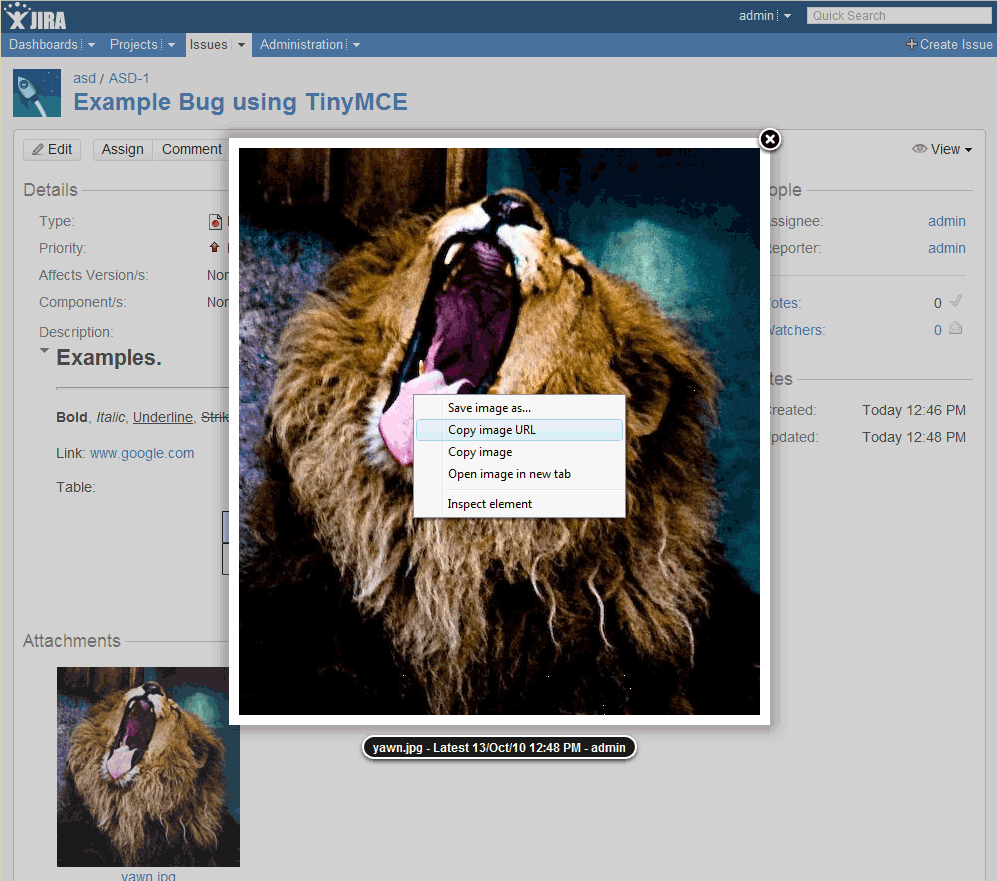 JIRA
admin
Quick Search
Dashboards Projects Issues Administration Create Issue
asd / ASD-1
Example Bug using TinyMCE
Edit Assign Comment View
Details
Type:
Priority:
Affects Version/s: Non
Component/s: Non
Description:
Examples.
Bold, Italic, Underline, Strik
Link: www.google.com
Table:
Attachments
yawn.jpg
Save image as...
Copy image URL
Copy image
Open image in new tab
Inspect element
yawn.jpg - Latest 13/Oct/10 12:48 PM - admin
ople
ssignee: admin
eporter: admin
otes: 0
Watchers: 0
tes
reated: Today 12:46 PM
pdated: Today 12:48 PM